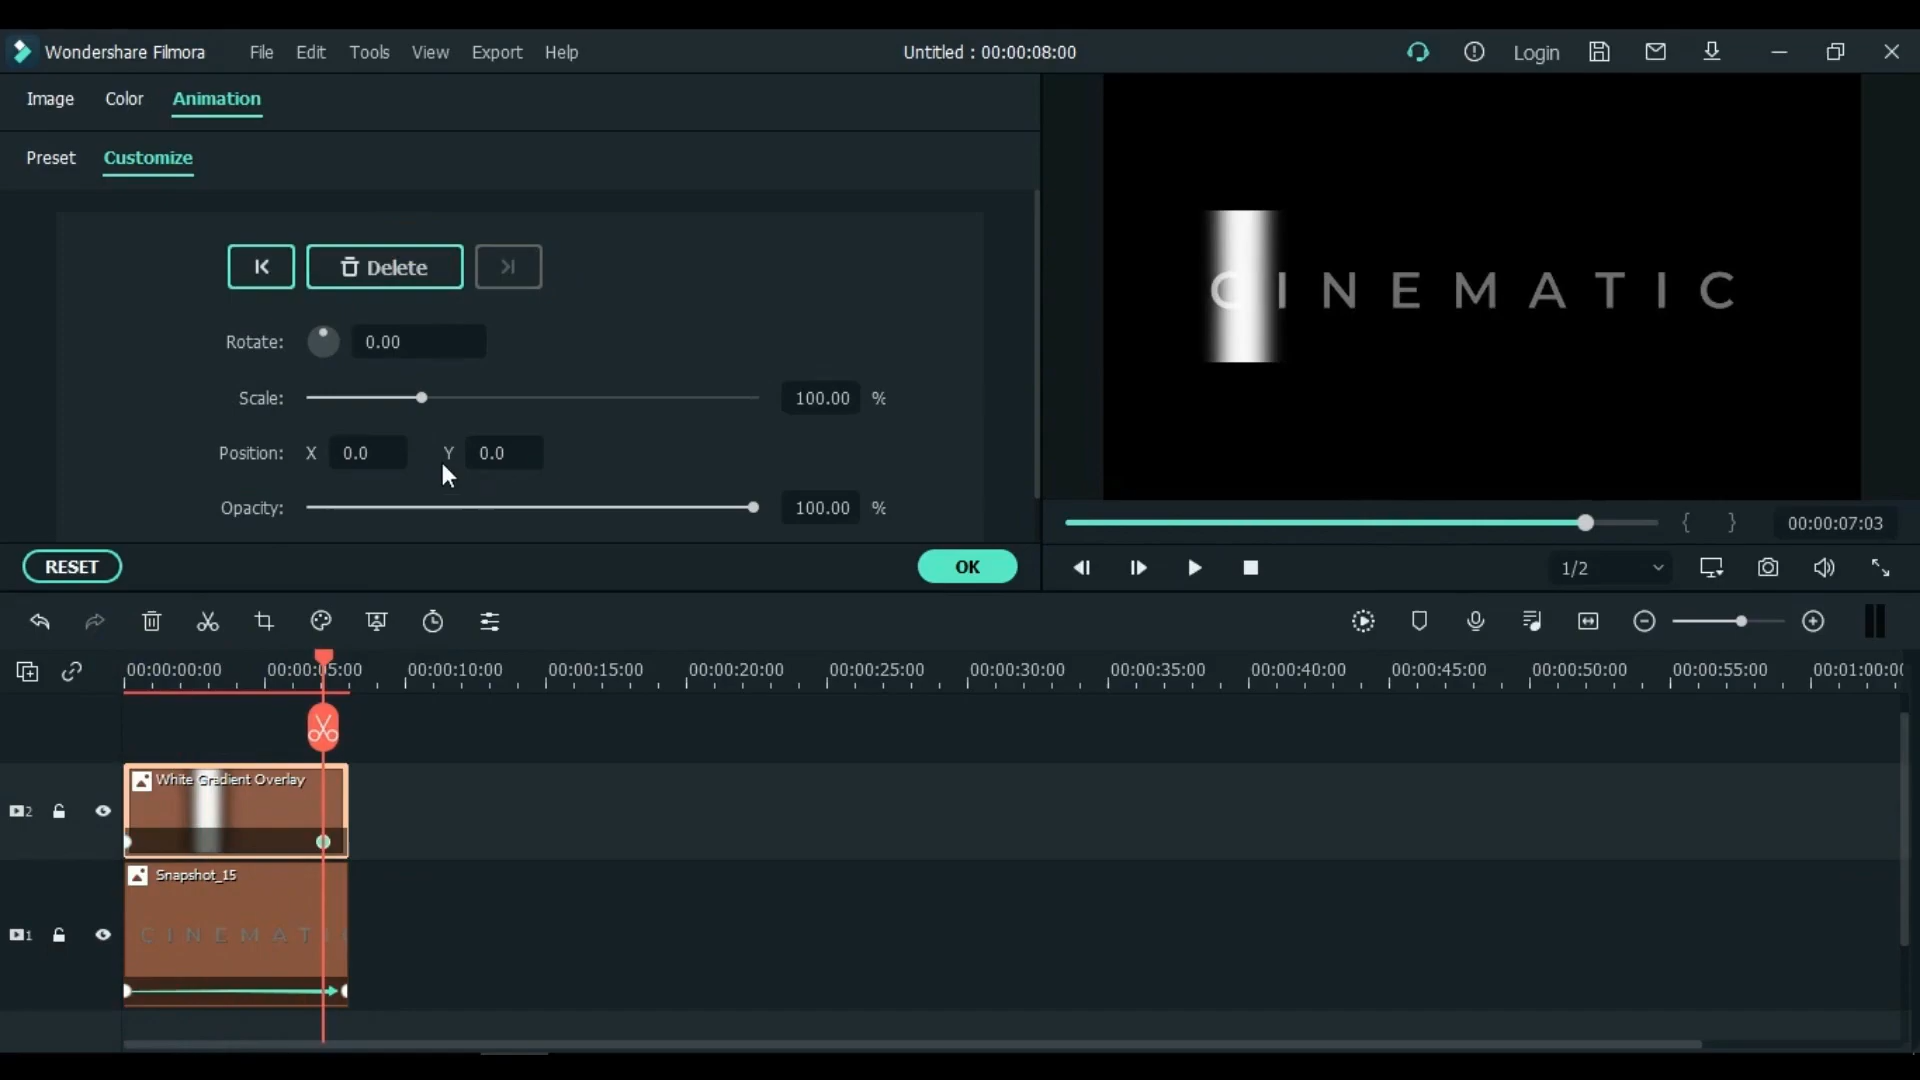 Wondershare Filmora File Edit Tools View Export Help Untitled : 00:00:08:00 Login
Image Color Animation
Preset Customize
Delete
Rotate: 0.00
Scale: 100.00 %
Position: X 0.0 Y 0.0
Opacity: 100.00 %
RESET OK
CINEMATIC
{ } 00:00:07:03
1/2
00:00:00:00 00:00:05:00 00:00:10:00 00:00:15:00 00:00:20:00 00:00:25:00 00:00:30:00 00:00:35:00 00:00:40:00 00:00:45:00 00:00:50:00 00:00:55:00 00:01:00:0
White Gradient Overlay
2
Snapshot_15
CINEMATI
1